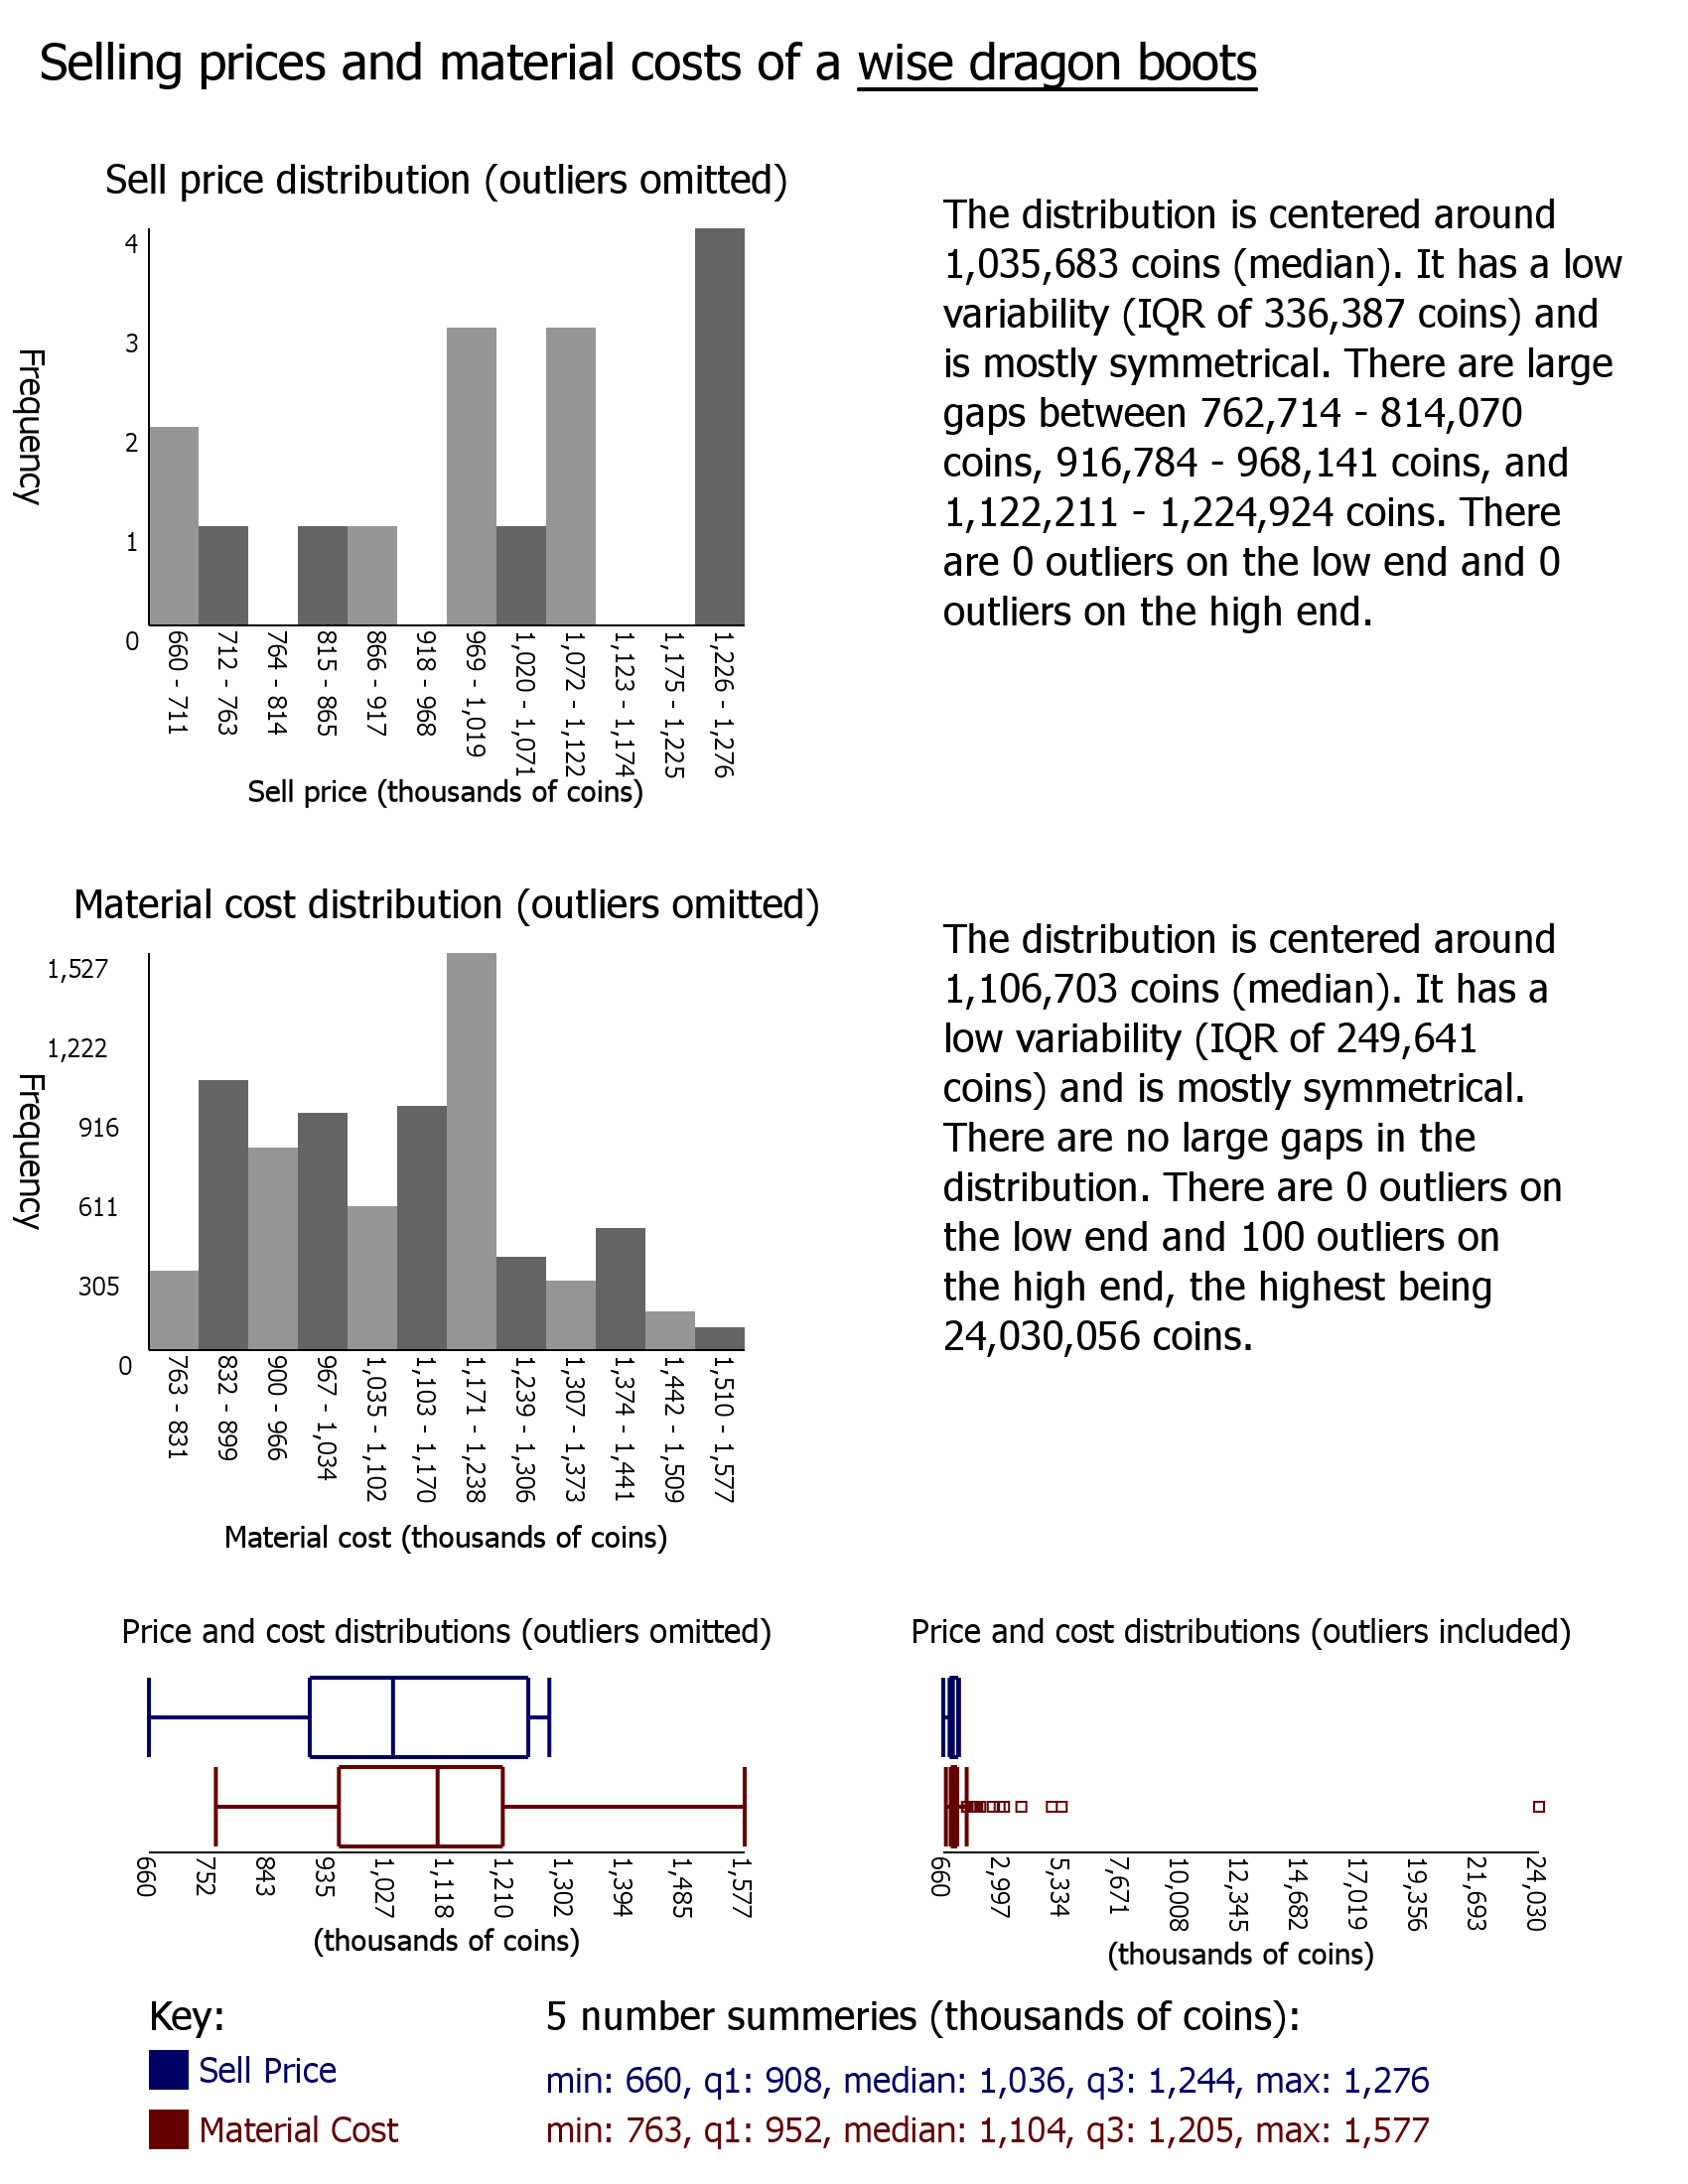 Selling prices and material costs of a wise dragon boots
Sell price distribution (outliers omitted)
Frequency
4
3
2
1
0
660 - 711
712 - 763
764 - 814
815 - 865
866 - 917
918 - 968
969 - 1,019
1,020 - 1,071
1,072 - 1,122
1,123 - 1,174
1,175 - 1,225
1,226 - 1,276
Sell price (thousands of coins)
The distribution is centered around
1,035,683 coins (median). It has a low
variability (IQR of 336,387 coins) and
is mostly symmetrical. There are large
gaps between 762,714 - 814,070
coins, 916,784 - 968,141 coins, and
1,122,211 - 1,224,924 coins. There
are 0 outliers on the low end and 0
outliers on the high end.
Material cost distribution (outliers omitted)
Frequency
1,527
1,222
916
611
305
0
763 - 831
832 - 899
900 - 966
967 - 1,034
1,035 - 1,102
1,103 - 1,170
1,171 - 1,238
1,239 - 1,306
1,307 - 1,373
1,374 - 1,441
1,442 - 1,509
1,510 - 1,577
Material cost (thousands of coins)
The distribution is centered around
1,106,703 coins (median). It has a
low variability (IQR of 249,641
coins) and is mostly symmetrical.
There are no large gaps in the
distribution. There are 0 outliers on
the low end and 100 outliers on
the high end, the highest being
24,030,056 coins.
Price and cost distributions (outliers omitted)
660
752
843
935
1,027
1,118
1,210
1,302
1,394
1,485
1,577
(thousands of coins)
Price and cost distributions (outliers included)
660
2,997
5,334
7,671
10,008
12,345
14,682
17,019
19,356
21,693
24,030
(thousands of coins)
Key:
Sell Price
Material Cost
5 number summeries (thousands of coins):
min: 660, q1: 908, median: 1,036, q3: 1,244, max: 1,276
min: 763, q1: 952, median: 1,104, q3: 1,205, max: 1,577